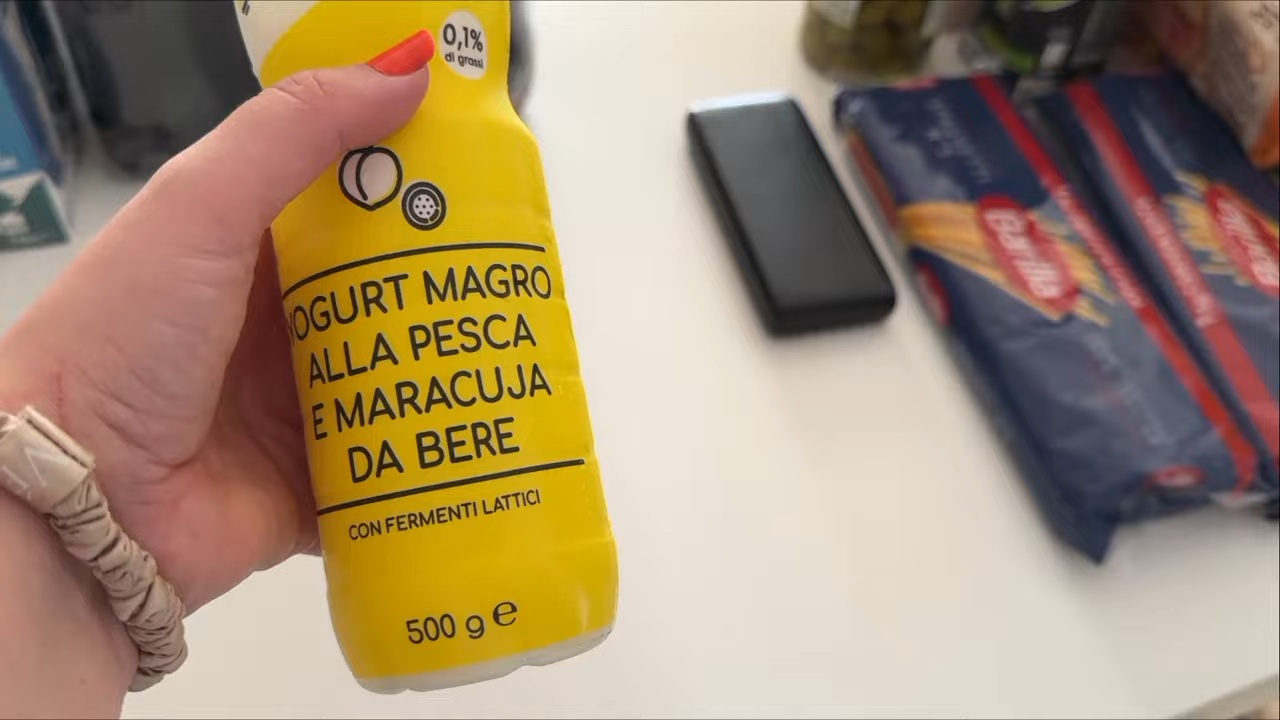 0,1%
di grassi
YOGURT MAGRO
ALLA PESCA
E MARACUJA
DA BERE
CON FERMENTI LATTICI
500 g e
Barilla
Barilla